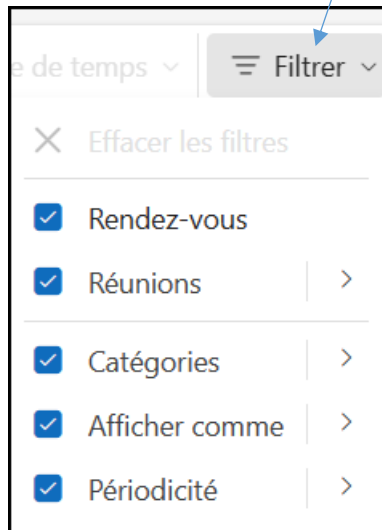 e de temps Filtrer
Effacer les filtres
Rendez-vous
Réunions
Catégories
Afficher comme
Périodicité